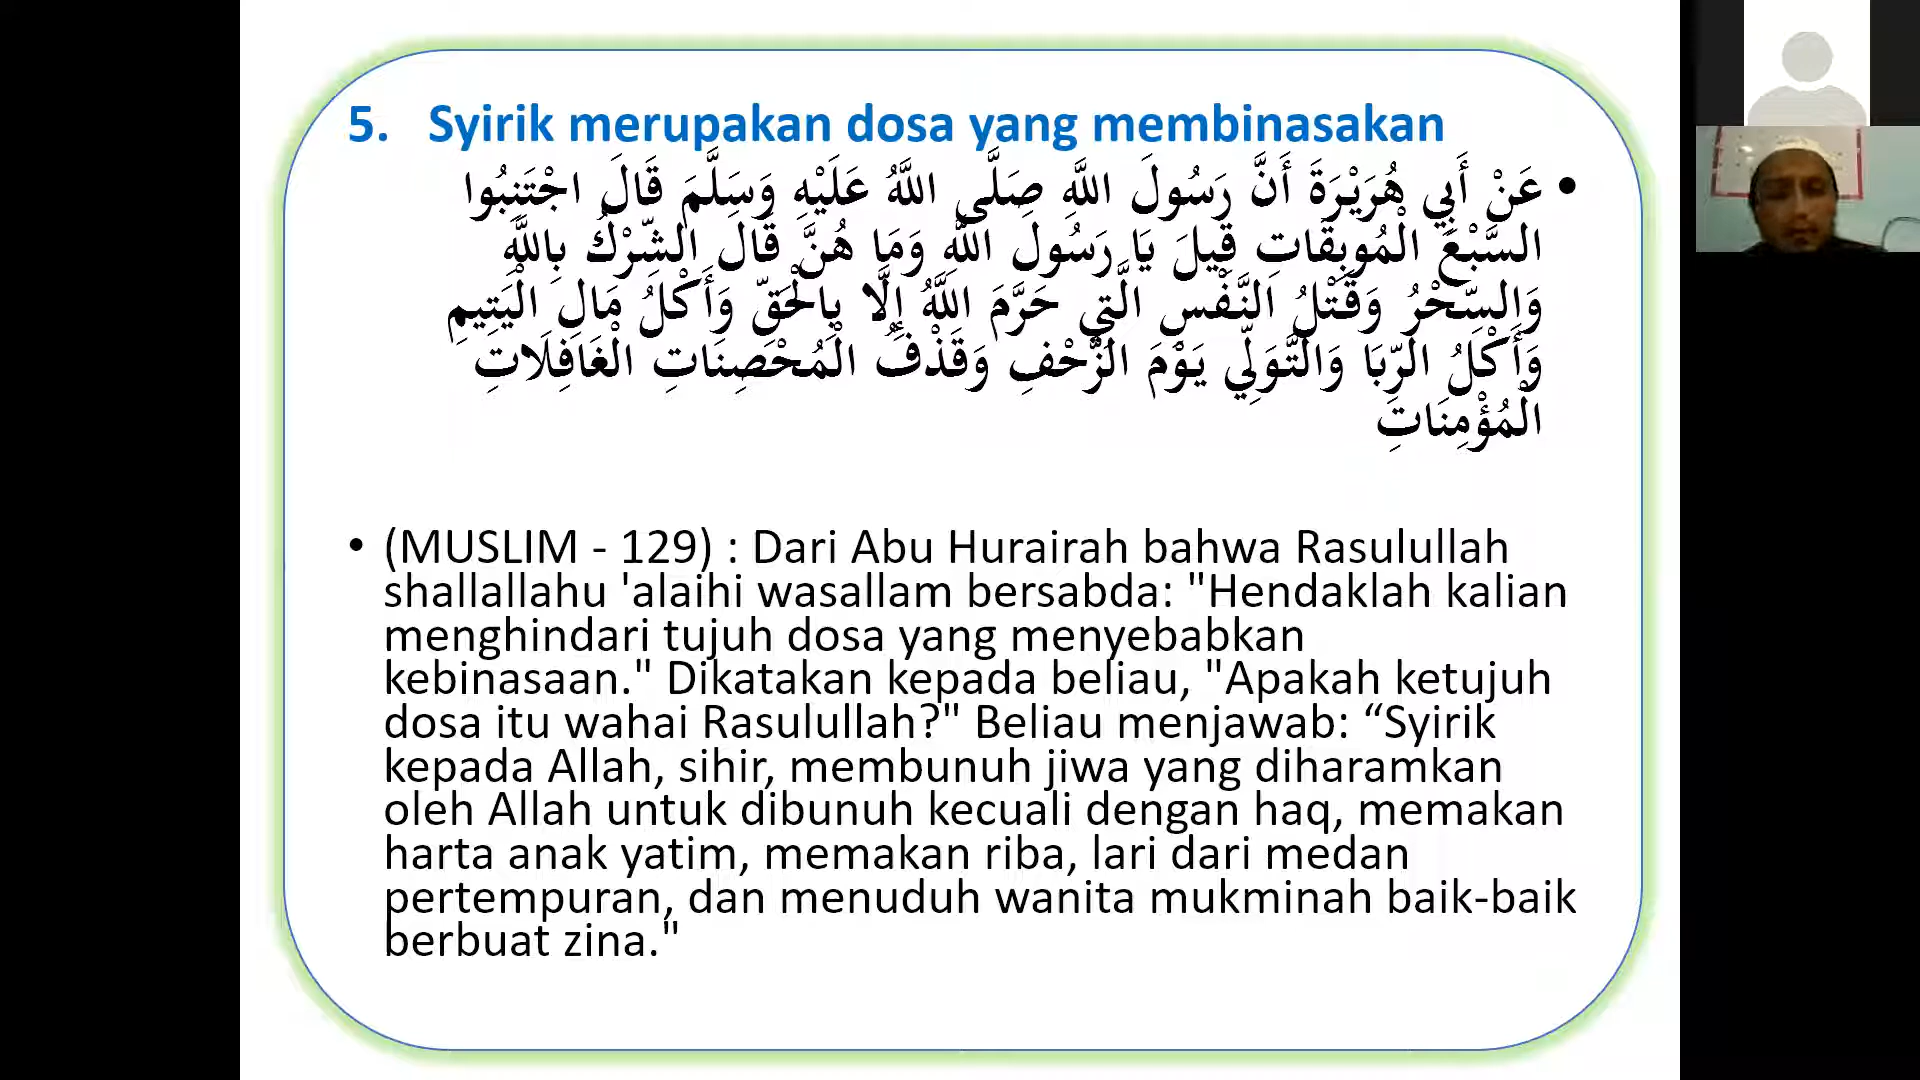 5. Syirik merupakan dosa yang membinasakan
• عَنْ أَبِي هُرَيْرَةَ أَنَّ رَسُولَ اللَّهِ صَلَّى اللَّهُ عَلَيْهِ وَسَلَّمَ قَالَ اجْتَنِبُوا
السَّبْعَ الْمُوبِقَاتِ قِيلَ يَا رَسُولَ اللَّهِ وَمَا هُنَّ قَالَ الشِّرْكُ بِاللَّهِ
وَالسِّحْرُ وَقَتْلُ النَّفْسِ الَّتِي حَرَّمَ اللَّهُ إِلَّا بِالْحَقِّ وَأَكْلُ مَالِ الْيَتِيمِ
وَأَكْلُ الرِّبَا وَالتَّوَلِّي يَوْمَ الزَّحْفِ وَقَذْفُ الْمُحْصِنَاتِ الْغَافِلَاتِ
الْمُؤْمِنَاتِ
• (MUSLIM - 129) : Dari Abu Hurairah bahwa Rasulullah
shallallahu 'alaihi wasallam bersabda: "Hendaklah kalian
menghindari tujuh dosa yang menyebabkan
kebinasaan." Dikatakan kepada beliau, "Apakah ketujuh
dosa itu wahai Rasulullah?" Beliau menjawab: “Syirik
kepada Allah, sihir, membunuh jiwa yang diharamkan
oleh Allah untuk dibunuh kecuali dengan haq, memakan
harta anak yatim, memakan riba, lari dari medan
pertempuran, dan menuduh wanita mukminah baik-baik
berbuat zina."